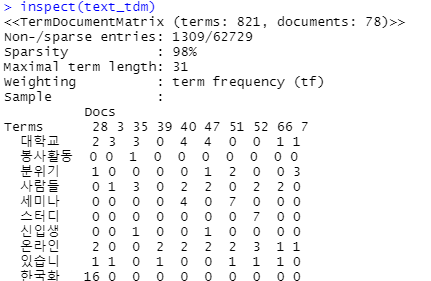 > inspect(text_tdm)
<<TermDocumentMatrix (terms: 821, documents: 78)>>
Non-/sparse entries: 1309/62729
Sparsity           : 98%
Maximal term length: 31
Weighting          : term frequency (tf)
Sample             :
Docs
Terms 28 3 35 39 40 47 51 52 66 7
대학교 2 3 3 0 4 4 0 0 1 1
봉사활동 0 0 1 0 0 0 0 0 0 0
분위기 1 0 0 0 0 1 2 0 0 3
사람들 0 1 3 0 2 2 0 2 2 0
세미나 0 0 0 0 4 0 7 0 0 0
스터디 0 0 0 0 0 0 0 7 0 0
신입생 0 0 1 0 0 1 0 0 0 0
온라인 2 0 0 2 2 2 2 3 1 1
있습니 1 1 0 1 0 0 1 1 1 0
한국화 16 0 0 0 0 0 0 0 0 0